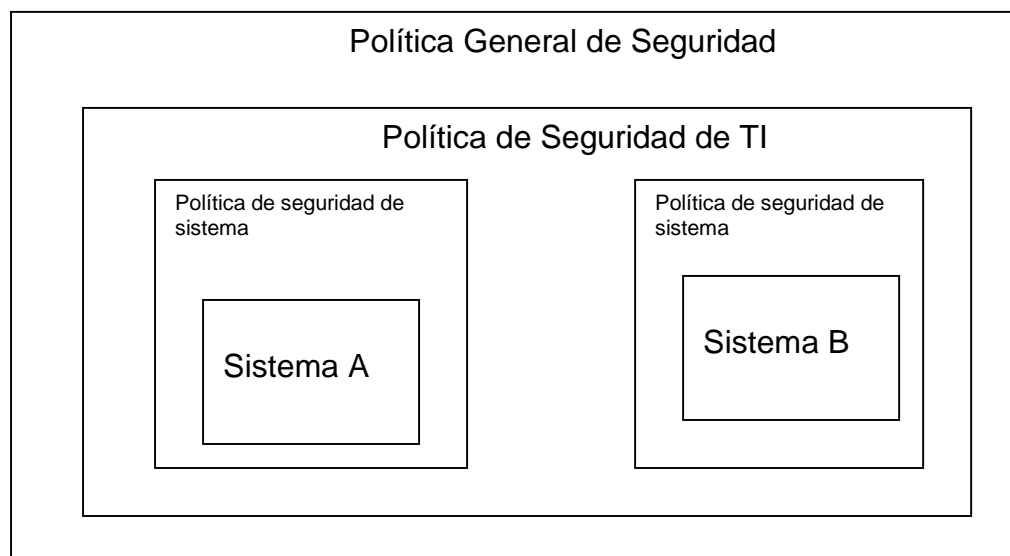 Política General de Seguridad
Política de Seguridad de TI
Política de seguridad de
sistema
Sistema A
Política de seguridad de
sistema
Sistema B